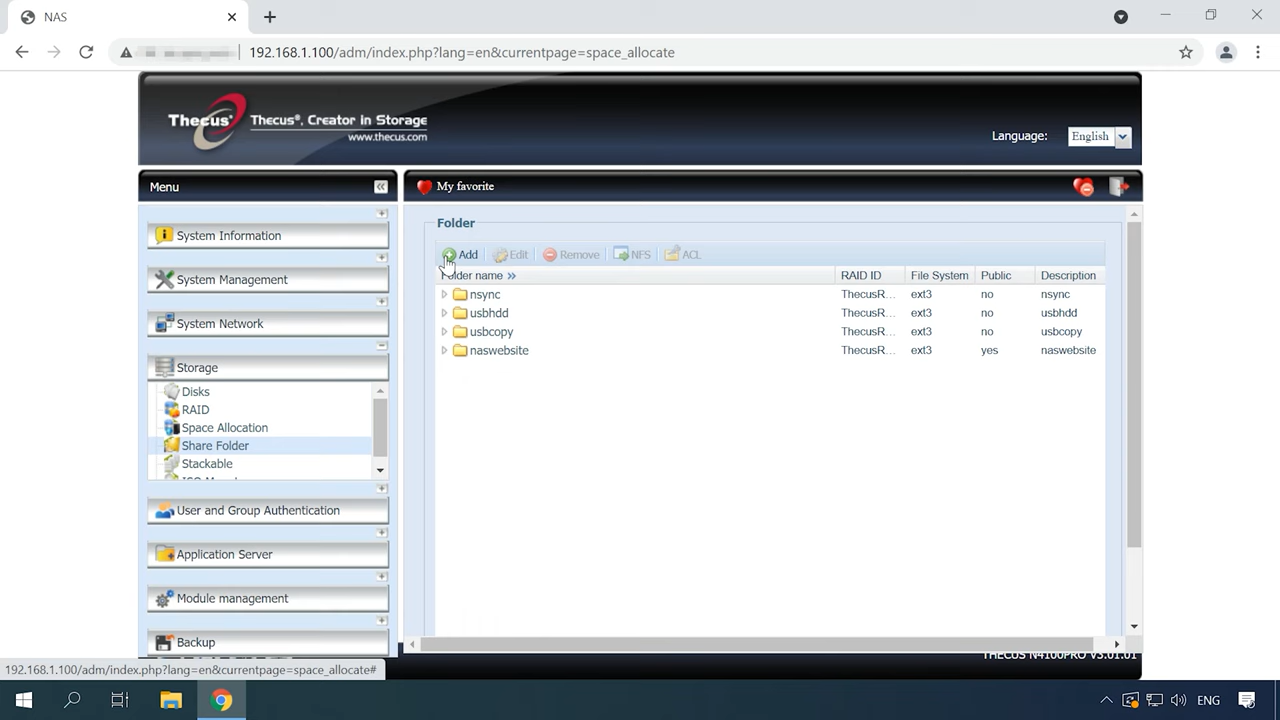 NAS
192.168.1.100/adm/index.php?lang=en&currentpage=space_allocate
Thecus® Thecus®. Creator in Storage
www.thecus.com
Language: English
Menu
My favorite
System Information
System Management
System Network
Storage
Disks
RAID
Space Allocation
Share Folder
Stackable
User and Group Authentication
Application Server
Module management
Backup
Folder
Add Edit Remove NFS ACL
Folder name » RAID ID File System Public Description
nsync ThecusR... ext3 no nsync
usbhdd ThecusR... ext3 no usbhdd
usbcopy ThecusR... ext3 no usbcopy
naswebsite ThecusR... ext3 yes naswebsite
THECUS N4100PRO V3.01.01
192.168.1.100/adm/index.php?lang=en&currentpage=space_allocate#
ENG